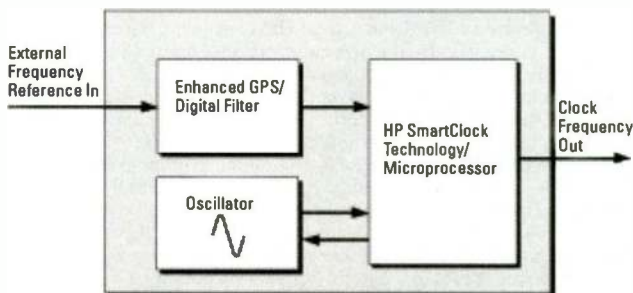 External
Frequency
Reference In
Enhanced GPS/
Digital Filter
Oscillator
HP SmartClock
Technology/
Microprocessor
Clock
Frequency
Out